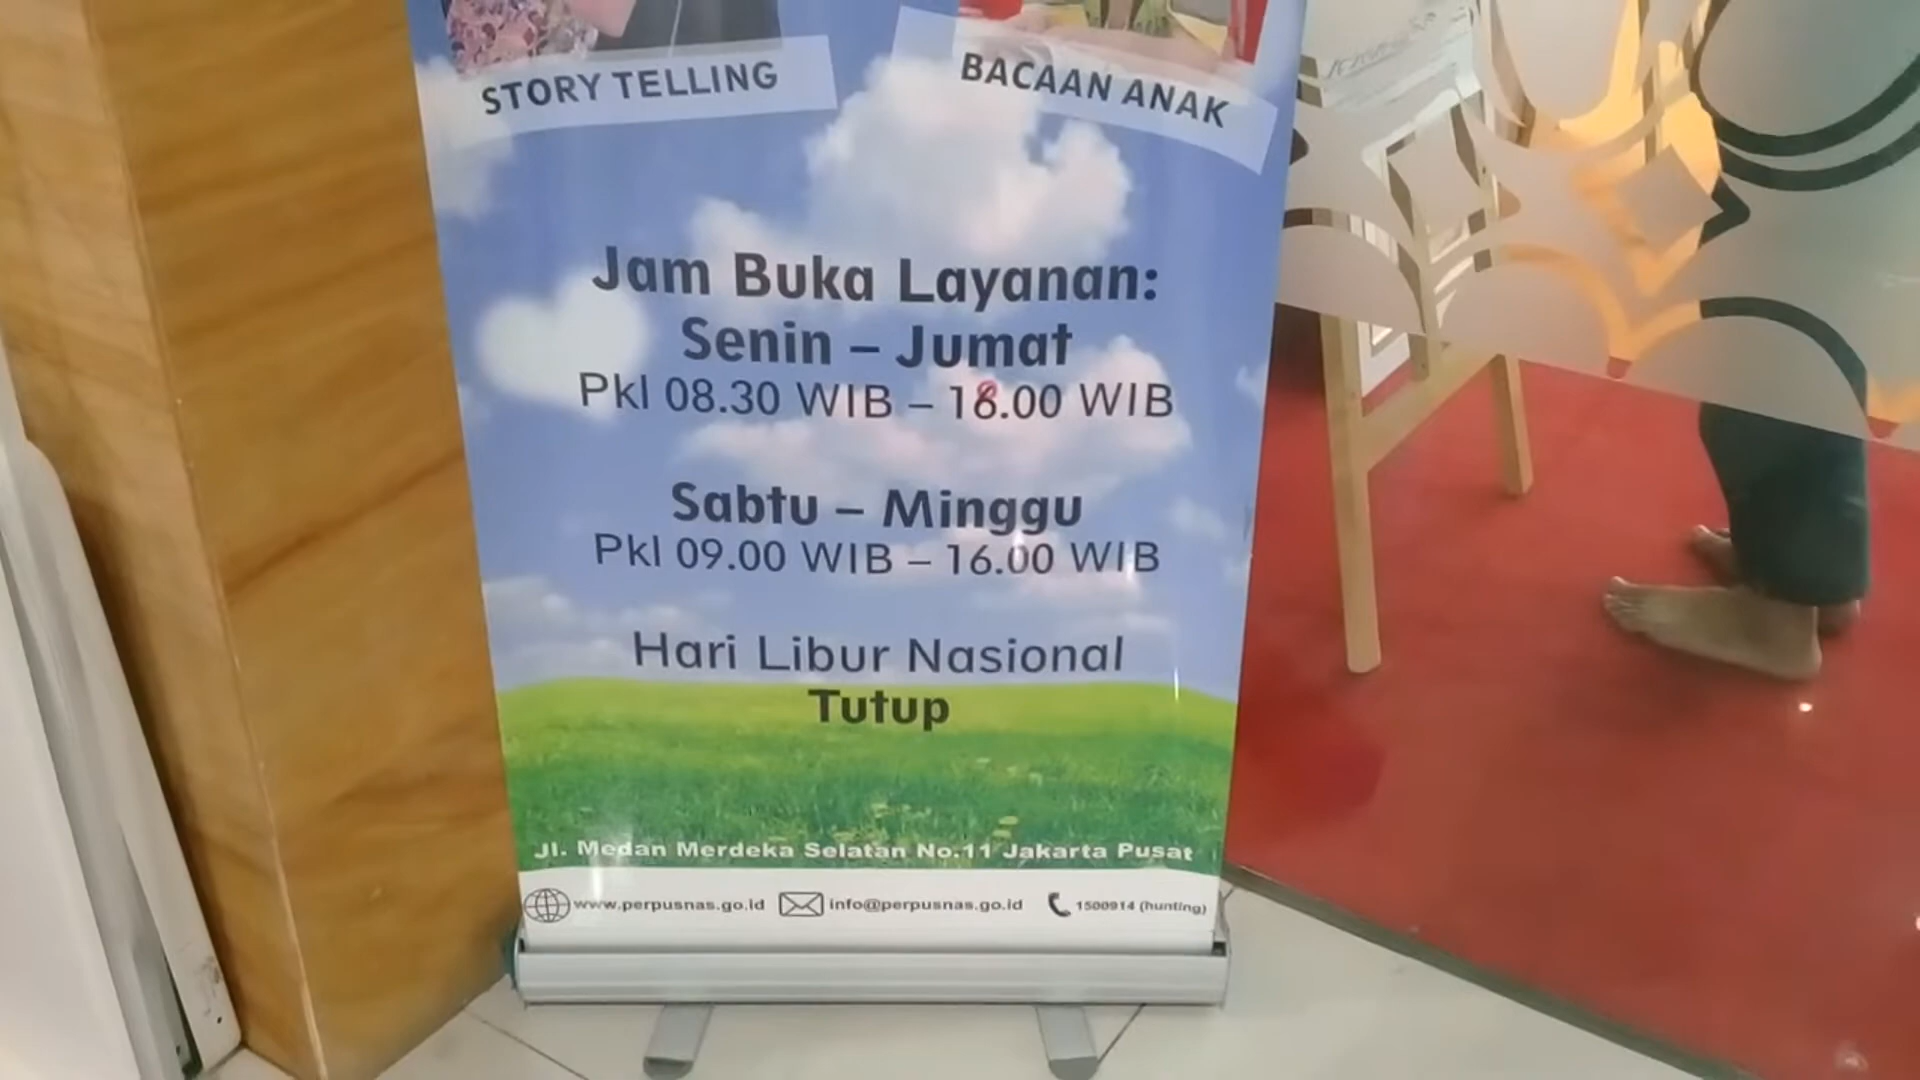 STORY TELLING
BACAAN ANAK
Jam Buka Layanan:
Senin – Jumat
Pkl 08.30 WIB – 18.00 WIB
Sabtu – Minggu
Pkl 09.00 WIB – 16.00 WIB
Hari Libur Nasional
Tutup
Jl. Medan Merdeka Selatan No.11 Jakarta Pusat
www.perpusnas.go.id info@perpusnas.go.id 1500914 (hunting)